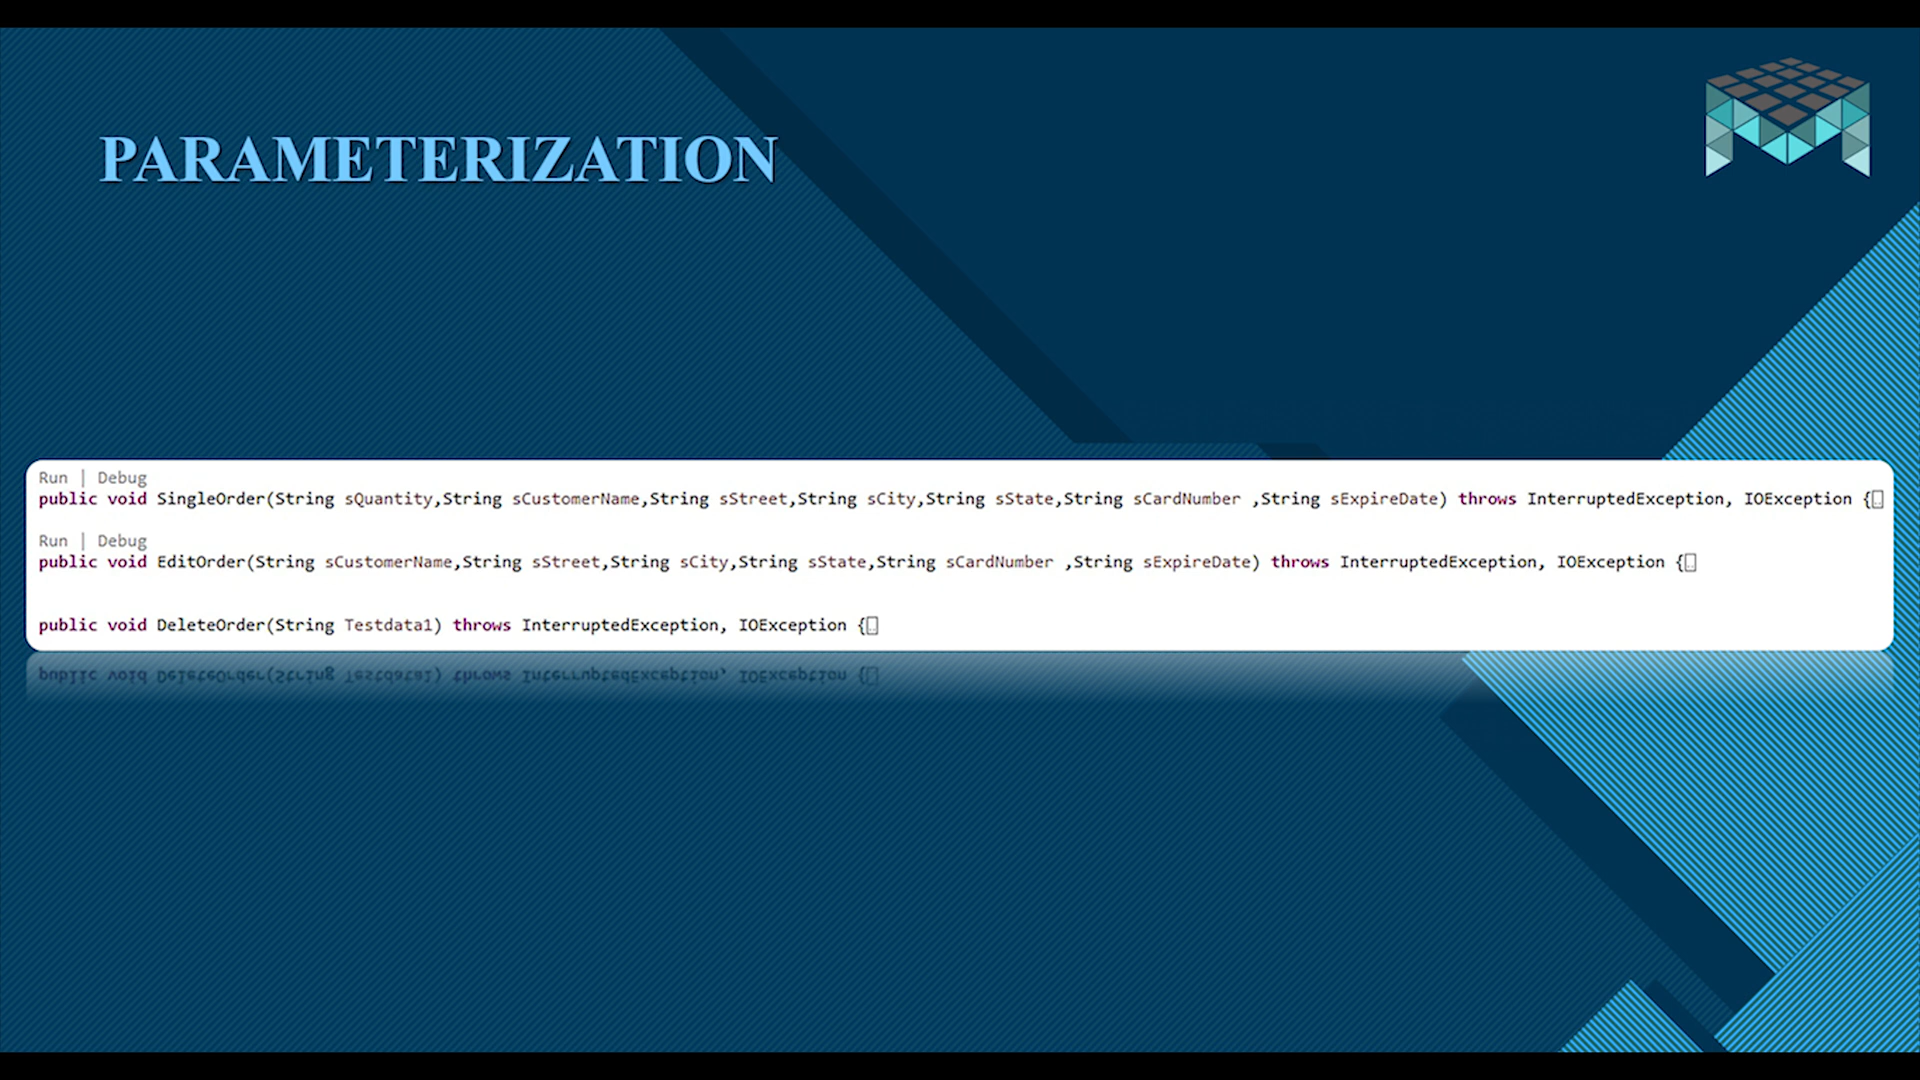 PARAMETERIZATION
Run | Debug
public void SingleOrder(String sQuantity,String sCustomerName,String sStreet,String sCity,String sState,String sCardNumber ,String sExpireDate) throws InterruptedException, IOException {
Run | Debug
public void EditOrder(String sCustomerName,String sStreet,String sCity,String sState,String sCardNumber ,String sExpireDate) throws InterruptedException, IOException {
public void DeleteOrder(String Testdata1) throws InterruptedException, IOException {